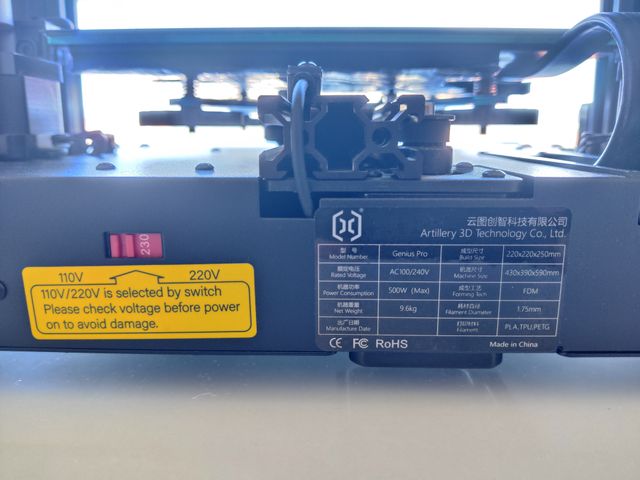 230
110V 220V
110V/220V is selected by switch
Please check voltage before power
on to avoid damage.
云图创智科技有限公司
Artillery 3D Technology Co., Ltd.
型 号 Model Number Genius Pro 成型尺寸 Build Size 220x220x250mm
额定电压 Rated Voltage AC100/240V 机器尺寸 Machine Size 430x390x590mm
机器功率 Power Consumption 500W (Max) 成型工艺 Forming Tech FDM
机器重量 Net Weight 9.6kg 耗材直径 Filament Diameter 1.75mm
出厂日期 Manufacture Date 打印材料 Filament PLA,TPU,PETG
CE FC RoHS Made in China